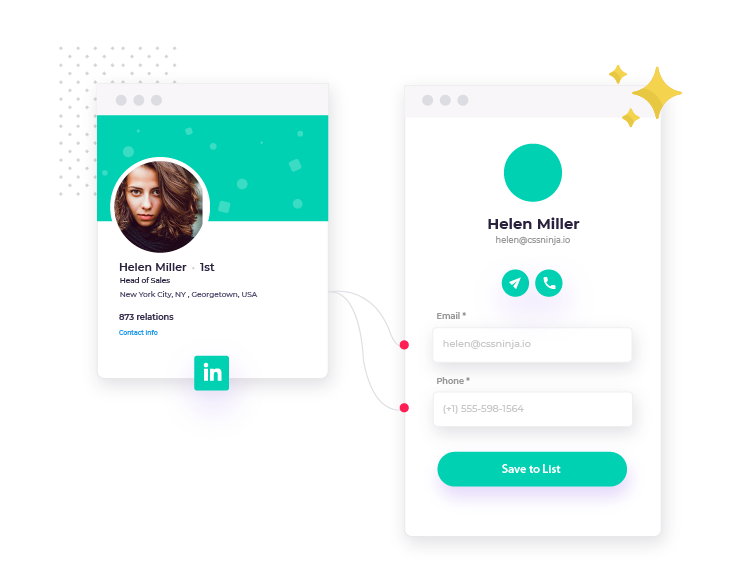 Helen Miller · 1st
Head of Sales
New York City, NY , Georgetown, USA
873 relations
Contact info
in
Helen Miller
helen@cssninja.io
Email *
helen@cssninja.io
Phone *
(+1) 555-598-1564
Save to List